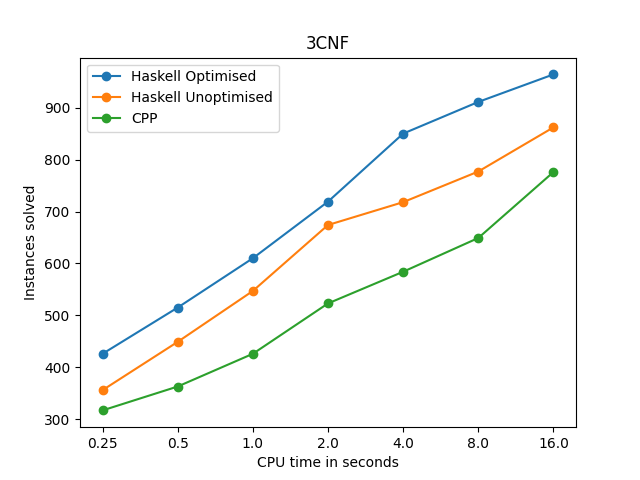 3CNF
Haskell Optimised
Haskell Unoptimised
CPP
Instances solved
900
800
700
600
500
400
300
0.25 0.5 1.0 2.0 4.0 8.0 16.0
CPU time in seconds